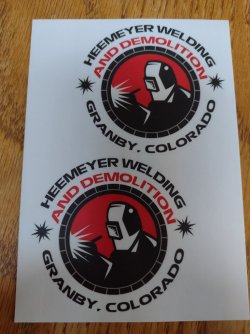 HEEMEYER WELDING
AND DEMOLITION
GRANBY, COLORADO
HEEMEYER WELDING
AND DEMOLITION
GRANBY, COLORADO